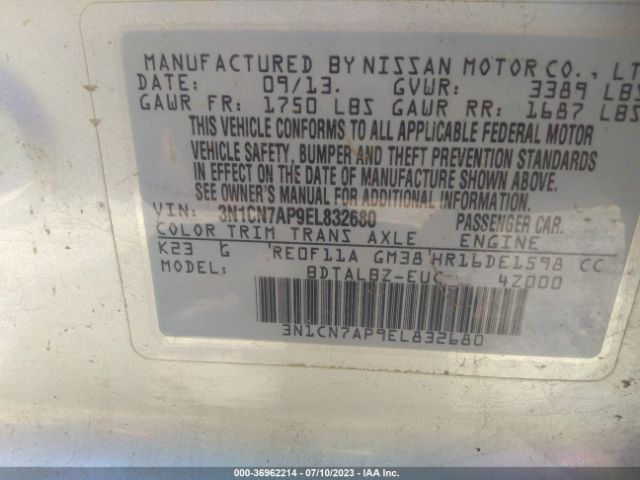 MANUFACTURED BY NISSAN MOTOR CO., LT
DATE: 09/13. GVWR: 3389 LBS
GAWR FR: 1750 LBS GAWR RR: 1687 LBS
THIS VEHICLE CONFORMS TO ALL APPLICABLE FEDERAL MOTOR
VEHICLE SAFETY, BUMPER AND THEFT PREVENTION STANDARDS
IN EFFECT ON THE DATE OF MANUFACTURE SHOWN ABOVE.
SEE OWNER'S MANUAL FOR ADDITIONAL INFORMATION.
VIN: 3N1CN7AP9EL832680 PASSENGER CAR.
COLOR TRIM TRANS AXLE ENGINE
K23 G RE0F11A GM38 HR16DE1598 CC
MODEL: BDTALBZ-EUC 4Z000
3N1CN7AP9EL832680
000-36962214 - 07/10/2023 - IAA Inc.